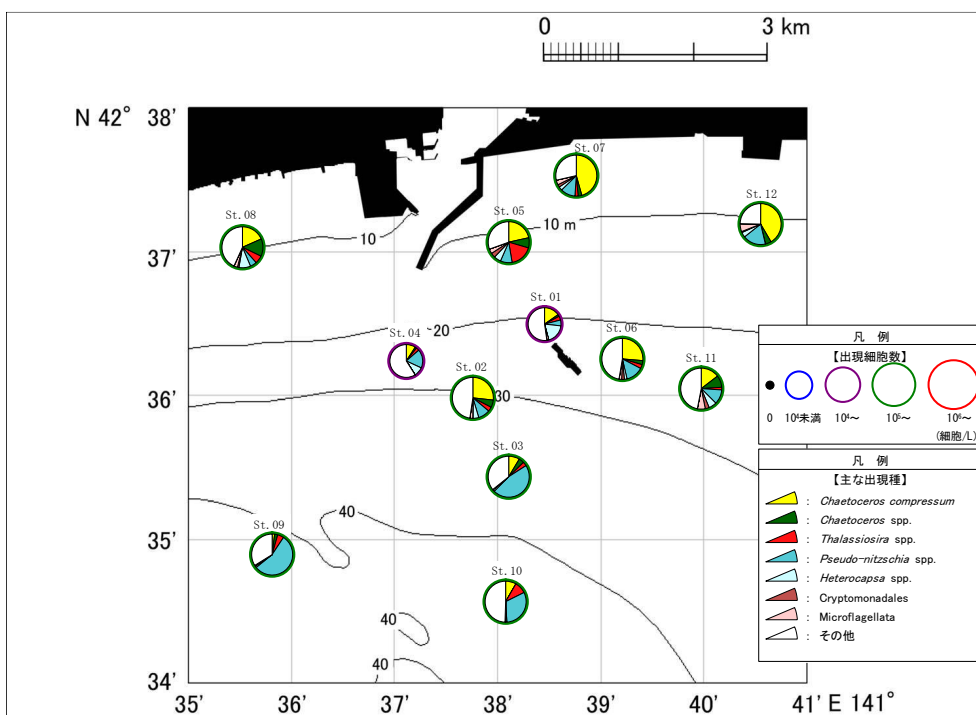 0 3 km
N 42° 38'
37'
36'
35'
34'
35' 36' 37' 38' 39' 40' 41' E 141°
St.07
St.12
St.05
St.08
10 m
10
St.01
20
St.04
St.06
St.11
St.02
30
St.03
40
St.09
St.10
40
40
凡 例
【出現細胞数】
0 10⁴未満 10⁴～ 10⁵～ 10⁶～
(細胞/L)
凡 例
【主な出現種】
: Chaetoceros compressum
: Chaetoceros spp.
: Thalassiosira spp.
: Pseudo-nitzschia spp.
: Heterocapsa spp.
: Cryptomonadales
: Microflagellata
: その他